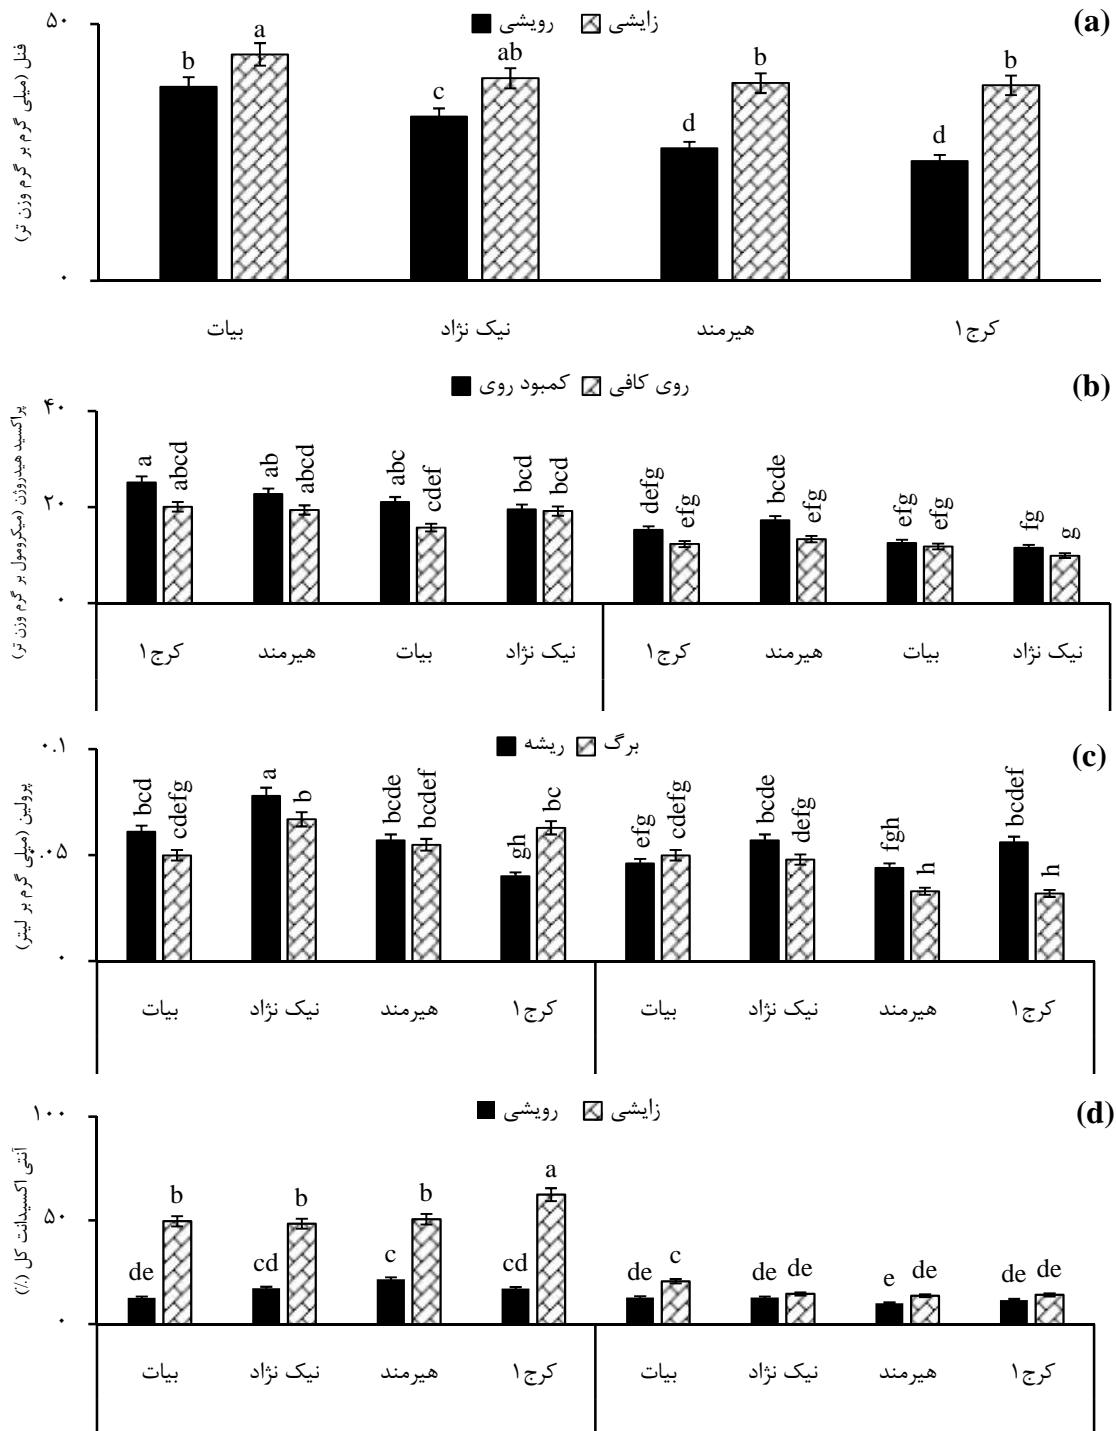 (a)
رویشی زایشی
فنل (میلی گرم بر گرم وزن تر)
۵۰
۰
b a c ab d b d b
بیات نیک نژاد هیرمند کرج۱
(b)
کمبود روی روی کافی
پراکسید هیدروژن (میکرومول بر گرم وزن تر)
۴۰
۲۰
۰
a abcd ab abcd abc cdef bcd bcd defg efg bcde efg efg efg fg g
کرج۱ هیرمند بیات نیک نژاد کرج۱ هیرمند بیات نیک نژاد
(c)
ریشه برگ
پرولین (میلی گرم بر لیتر)
۰.۱
۰.۰۵
۰
bcd cdefg a b bcde bcdef gh bc efg cdefg bcde defg fgh h bcdef h
بیات نیک نژاد هیرمند کرج۱ بیات نیک نژاد هیرمند کرج۱
(d)
رویشی زایشی
آنتی اکسیدانت کل (٪)
۱۰۰
۵۰
۰
de b cd b c b cd a de c de de e de de de
بیات نیک نژاد هیرمند کرج۱ بیات نیک نژاد هیرمند کرج۱